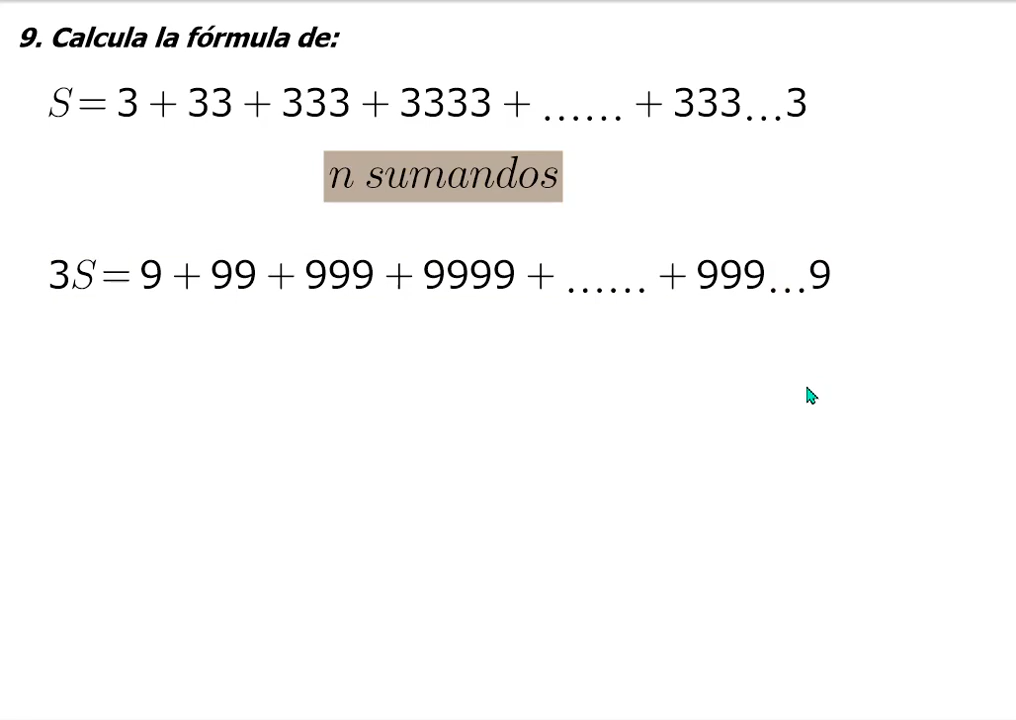 9. Calcula la fórmula de:
S = 3 + 33 + 333 + 3333 + ...... + 333...3
n sumandos
3S = 9 + 99 + 999 + 9999 + ...... + 999...9